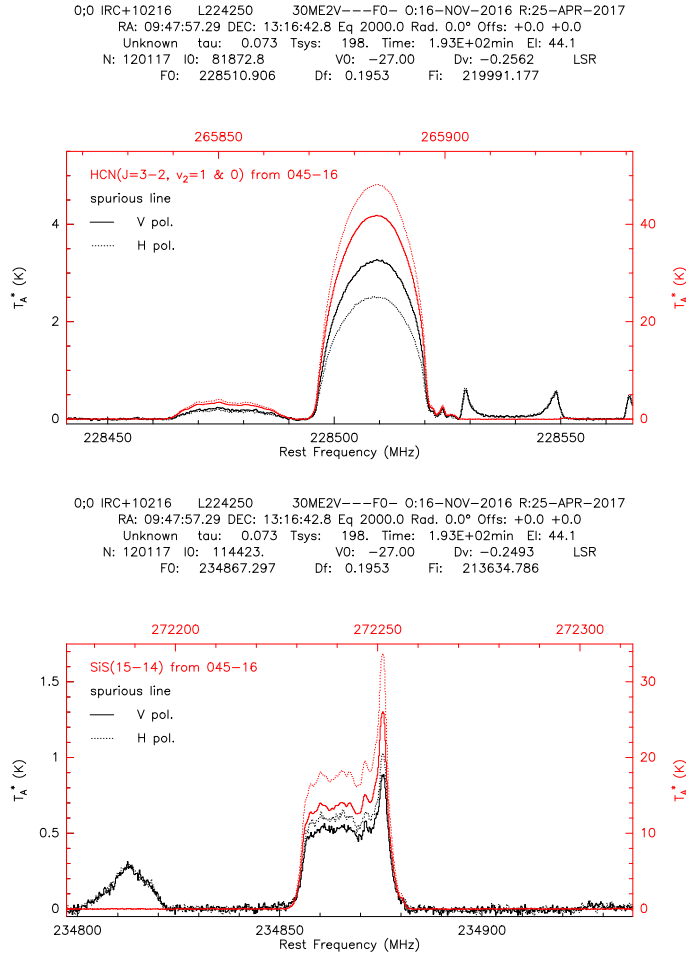 0;0 IRC+10216 L224250 30ME2V---F0- O:16-NOV-2016 R:25-APR-2017
RA: 09:47:57.29 DEC: 13:16:42.8 Eq 2000.0 Rad. 0.0° Offs: +0.0 +0.0
Unknown tau: 0.073 Tsys: 198. Time: 1.93E+02min El: 44.1
N: 120117 I0: 81872.8 V0: -27.00 Dv: -0.2562 LSR
F0: 228510.906 Df: 0.1953 Fi: 219991.177
265850 265900
HCN(J=3-2, v2=1 & 0) from 045-16
spurious line
V pol.
H pol.
4 40
2 20
0 0
TA* (K)
TA* (K)
228450 228500 228550
Rest Frequency (MHz)
0;0 IRC+10216 L224250 30ME2V---F0- O:16-NOV-2016 R:25-APR-2017
RA: 09:47:57.29 DEC: 13:16:42.8 Eq 2000.0 Rad. 0.0° Offs: +0.0 +0.0
Unknown tau: 0.073 Tsys: 198. Time: 1.93E+02min El: 44.1
N: 120117 I0: 114423. V0: -27.00 Dv: -0.2493 LSR
F0: 234867.297 Df: 0.1953 Fi: 213634.786
272200 272250 272300
SiS(15-14) from 045-16
spurious line
V pol.
H pol.
1.5 30
1 20
0.5 10
0 0
TA* (K)
TA* (K)
234800 234850 234900
Rest Frequency (MHz)